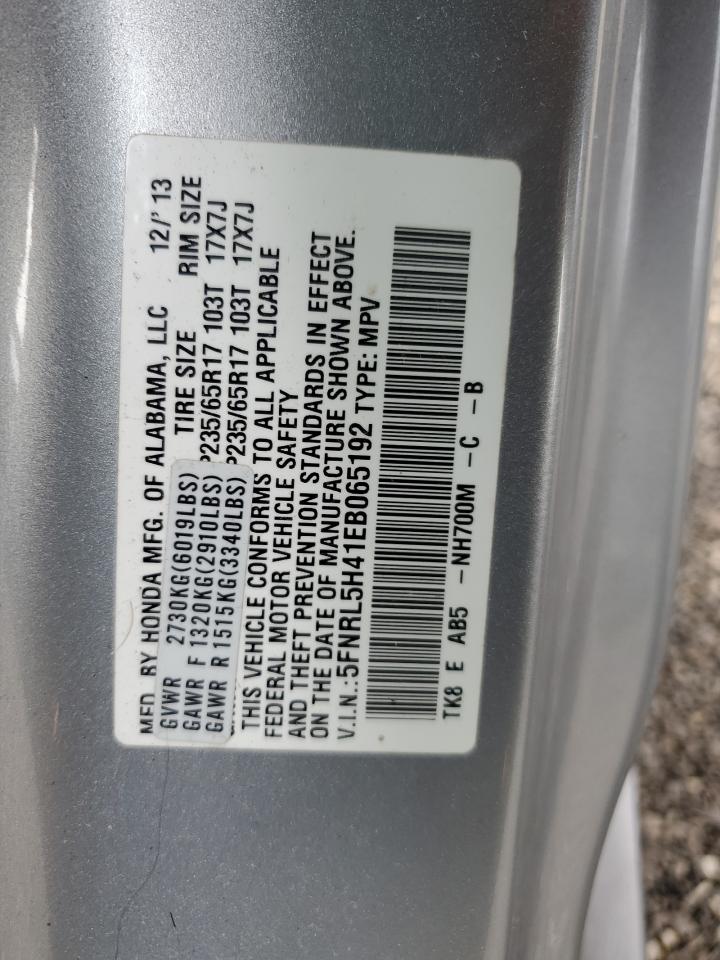 MFD. BY HONDA MFG. OF ALABAMA, LLC 12/'13
GVWR 2730KG(6019LBS) TIRE SIZE RIM SIZE
GAWR F 1320KG(2910LBS) P235/65R17 103T 17X7J
GAWR R 1515KG(3340LBS) P235/65R17 103T 17X7J
THIS VEHICLE CONFORMS TO ALL APPLICABLE
FEDERAL MOTOR VEHICLE SAFETY
AND THEFT PREVENTION STANDARDS IN EFFECT
ON THE DATE OF MANUFACTURE SHOWN ABOVE.
V.I.N.:5FNRL5H41EB065192 TYPE: MPV
TK8 E AB5 -NH700M -C -B